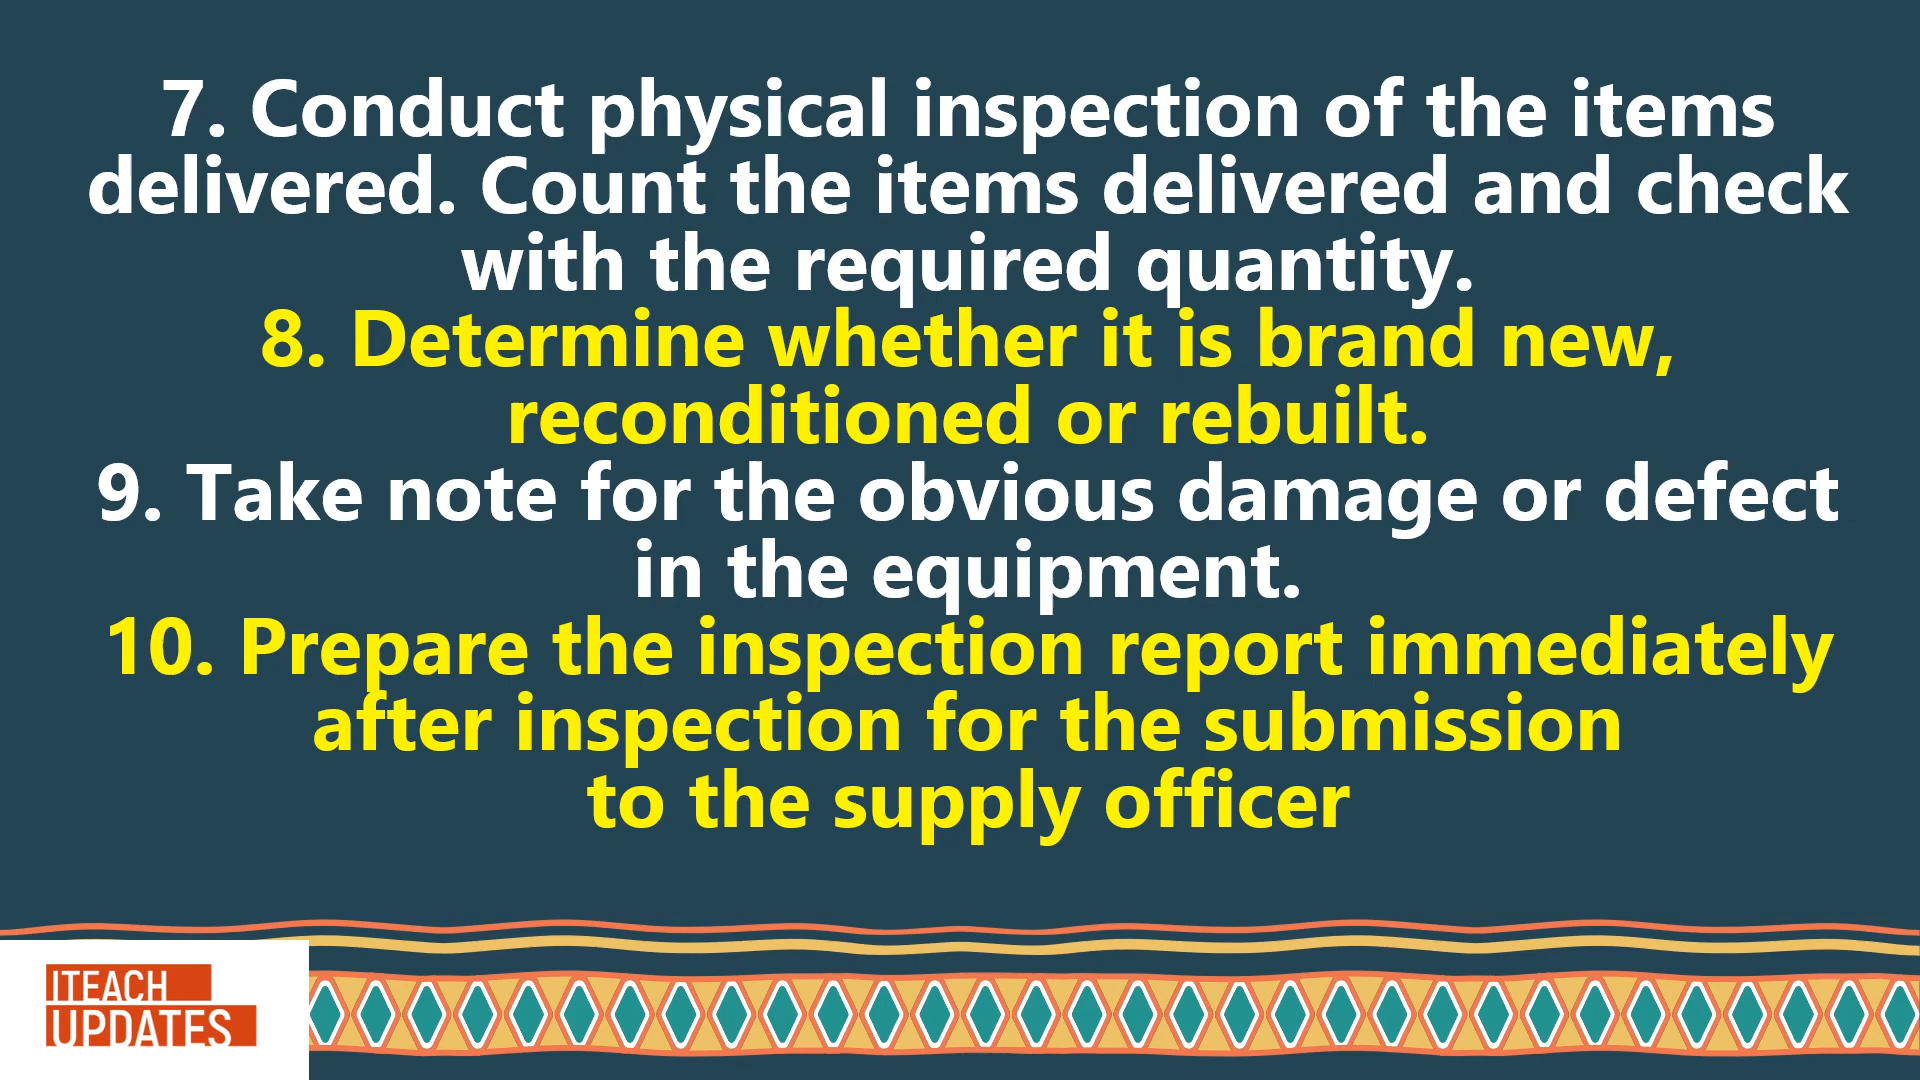 7. Conduct physical inspection of the items
delivered. Count the items delivered and check
with the required quantity.
8. Determine whether it is brand new,
reconditioned or rebuilt.
9. Take note for the obvious damage or defect
in the equipment.
10. Prepare the inspection report immediately
after inspection for the submission
to the supply officer
ITEACH
UPDATES